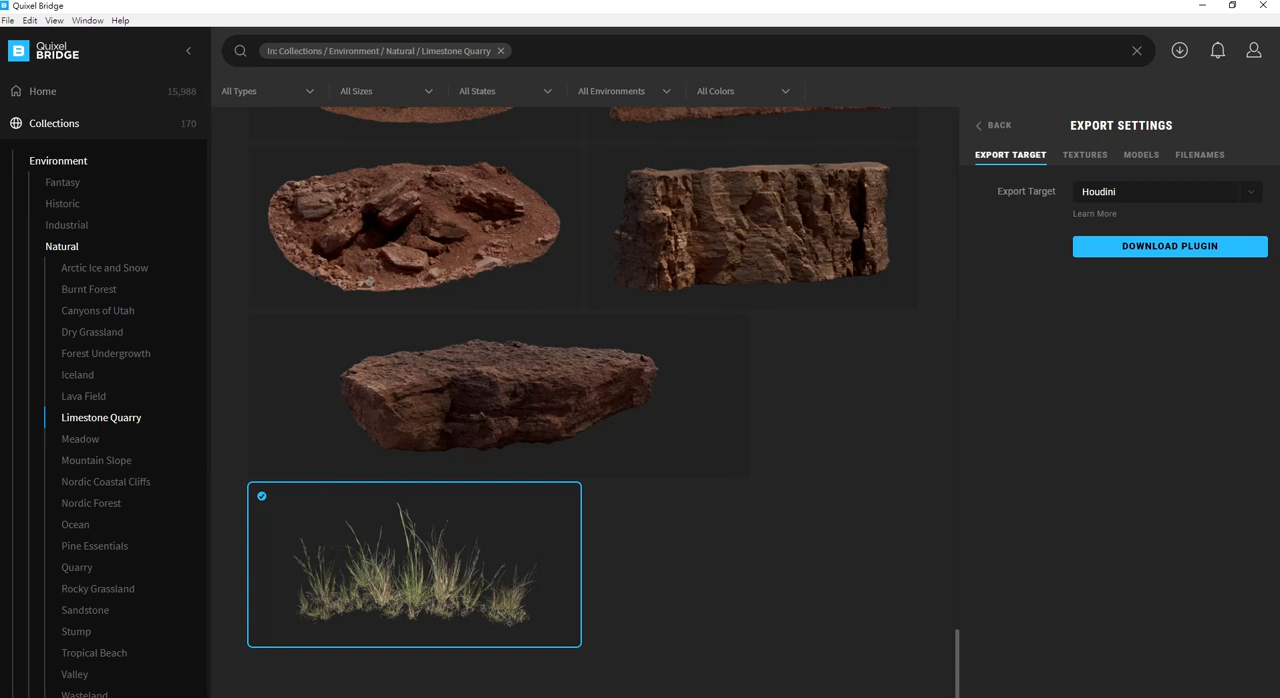 Quixel Bridge
File Edit View Window Help
Quixel
BRIDGE
In: Collections / Environment / Natural / Limestone Quarry
Home 15,988
All Types All Sizes All States All Environments All Colors
Collections 170
BACK EXPORT SETTINGS
EXPORT TARGET TEXTURES MODELS FILENAMES
Environment
Fantasy
Export Target Houdini
Historic
Learn More
Industrial
Natural
DOWNLOAD PLUGIN
Arctic Ice and Snow
Burnt Forest
Canyons of Utah
Dry Grassland
Forest Undergrowth
Iceland
Lava Field
Limestone Quarry
Meadow
Mountain Slope
Nordic Coastal Cliffs
Nordic Forest
Ocean
Pine Essentials
Quarry
Rocky Grassland
Sandstone
Stump
Tropical Beach
Valley
Wasteland